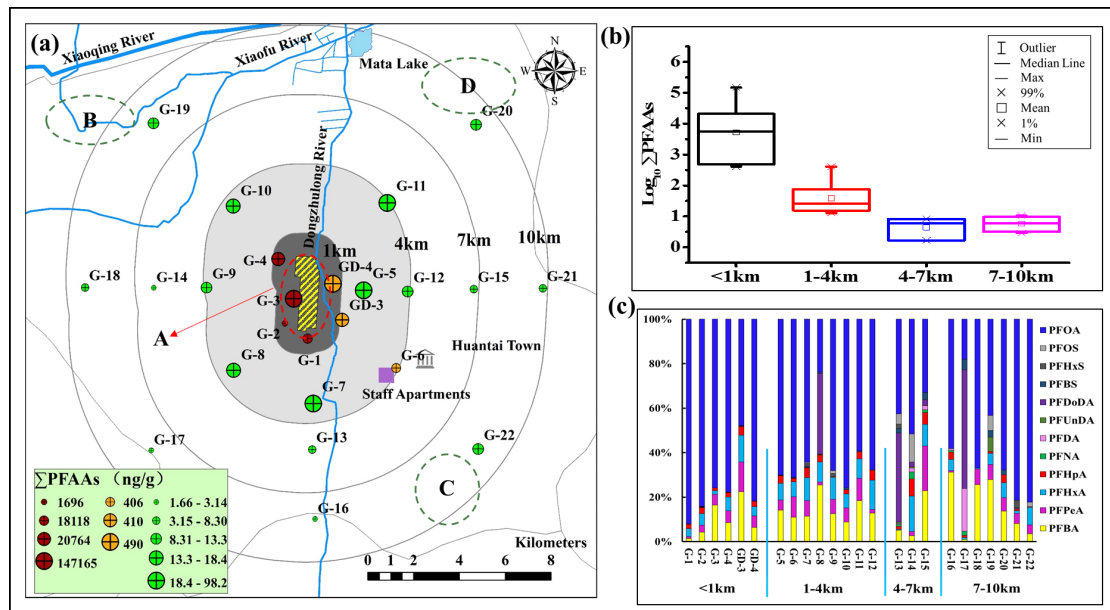 (a)
Xiaoqing River
Xiaofu River
Mata Lake
N
W E
S
B
G-19
D
G-20
G-10
Dongzhulong River
G-11
1km
4km
7km
10km
G-4
GD-4
G-18
G-14
G-9
G-3
G-5
G-12
G-15
G-21
GD-3
G-2
A
G-1
Huantai Town
G-8
G-6
Staff Apartments
G-7
G-17
G-13
G-22
C
G-16
∑PFAAs (ng/g)
1696
18118
20764
147165
406
410
490
1.66 - 3.14
3.15 - 8.30
8.31 - 13.3
13.3 - 18.4
18.4 - 98.2
Kilometers
0 1 2 4 6 8
(b)
Log10 ∑PFAAs
6
5
4
3
2
1
0
<1km 1-4km 4-7km 7-10km
Outlier
Median Line
Max
99%
Mean
1%
Min
(c)
100%
80%
60%
40%
20%
0%
G-1
G-2
G-3
G-4
GD-3
GD-4
G-5
G-6
G-7
G-8
G-9
G-10
G-11
G-12
G-13
G-14
G-15
G-16
G-17
G-18
G-19
G-20
G-21
G-22
<1km 1-4km 4-7km 7-10km
PFOA
PFOS
PFHxS
PFBS
PFDoDA
PFUnDA
PFDA
PFNA
PFHpA
PFHxA
PFPeA
PFBA